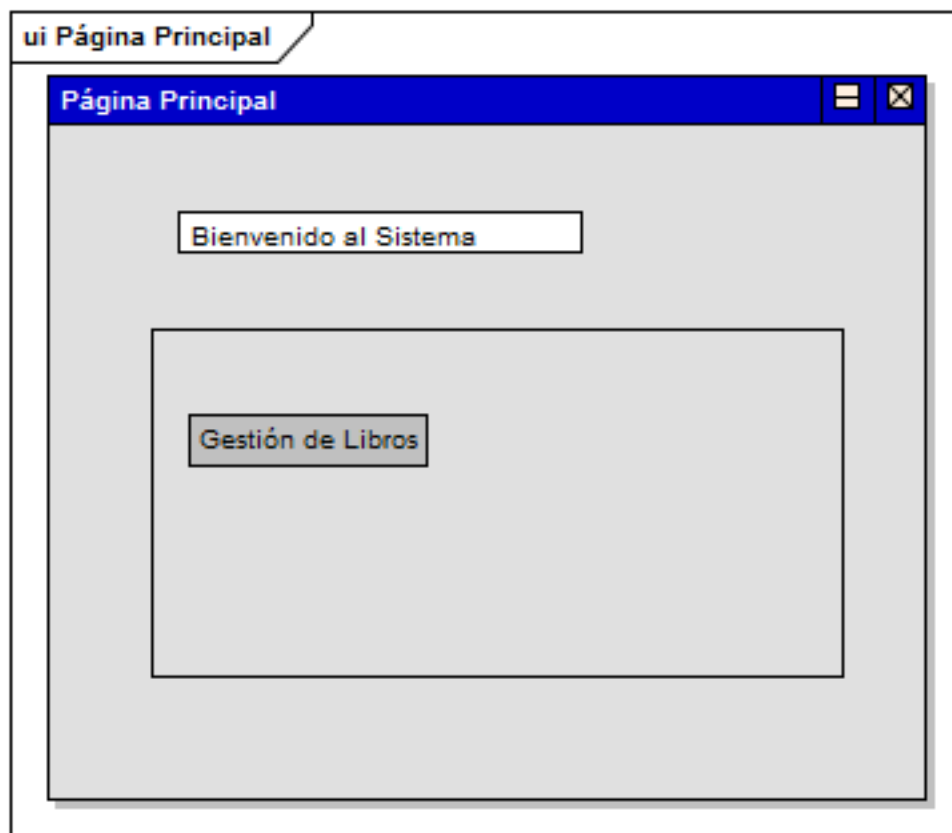 ui Página Principal
Página Principal
Bienvenido al Sistema
Gestión de Libros